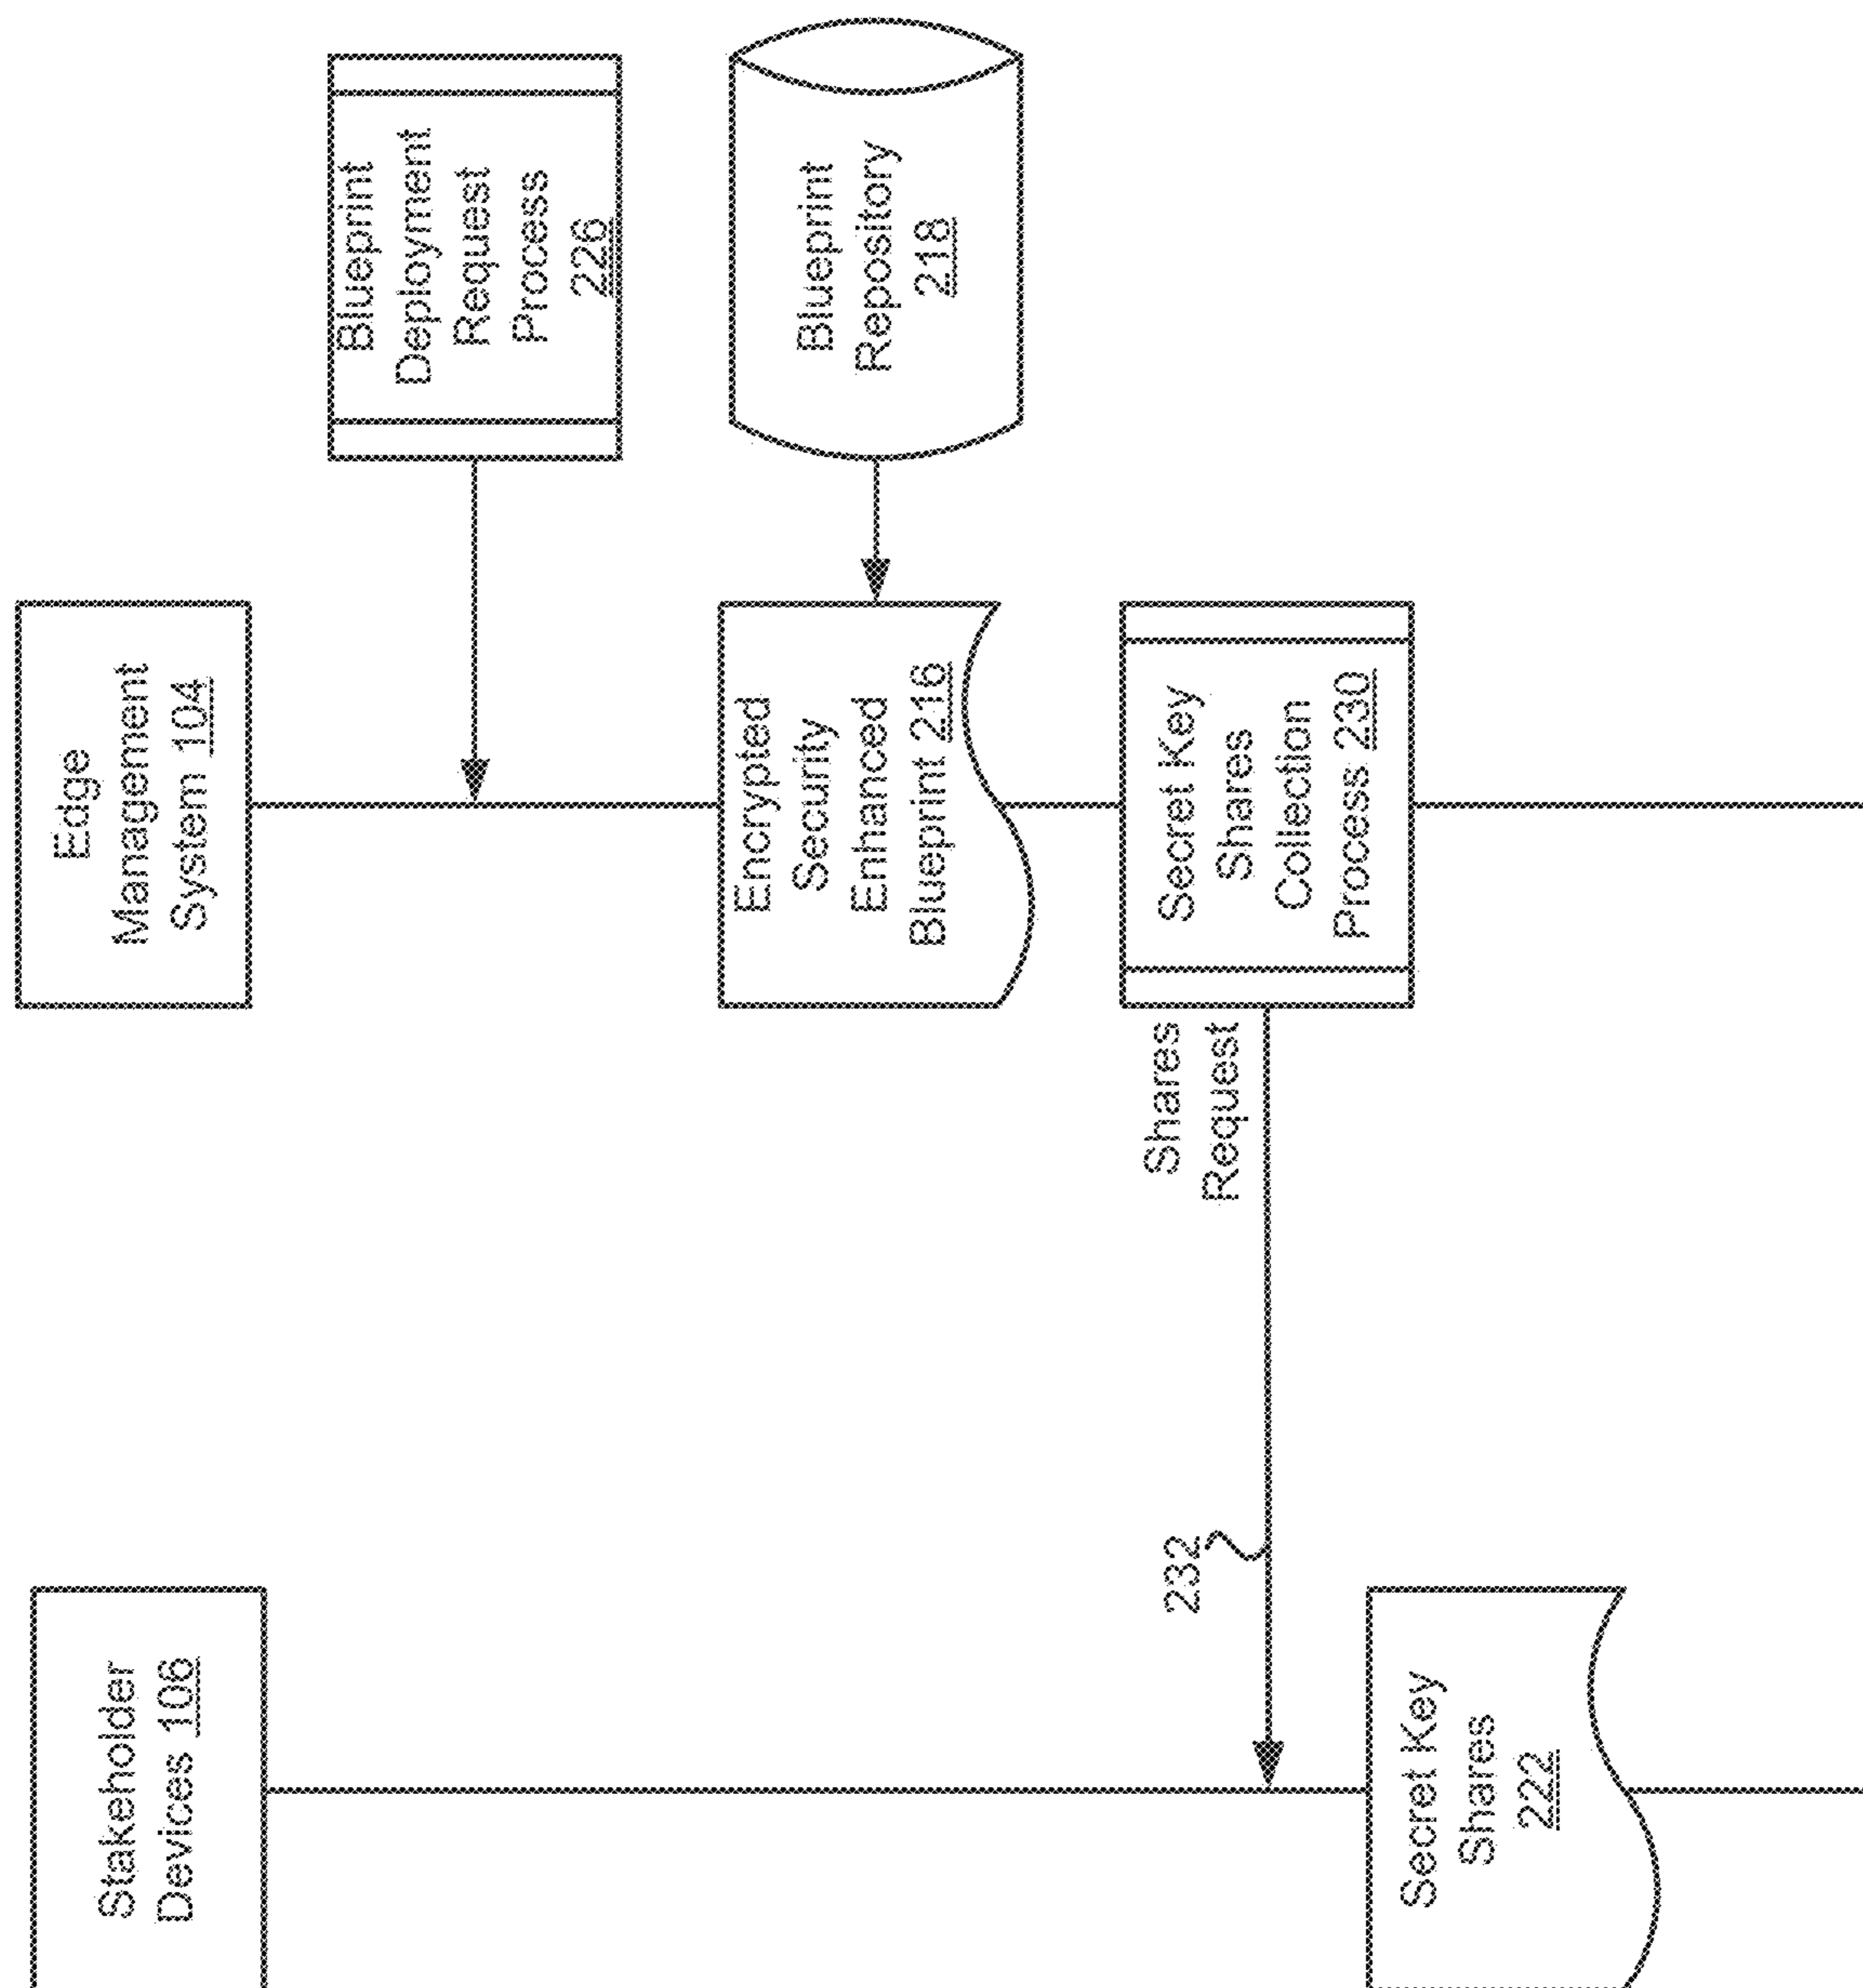 Stakeholder
Devices 106
Edge
Management
System 104
Blueprint
Deployment
Request
Process
226
Encrypted
Security
Enhanced
Blueprint 216
Blueprint
Repository
218
Secret Key
Shares
Collection
Process 230
Shares
Request
232
Secret Key
Shares
222